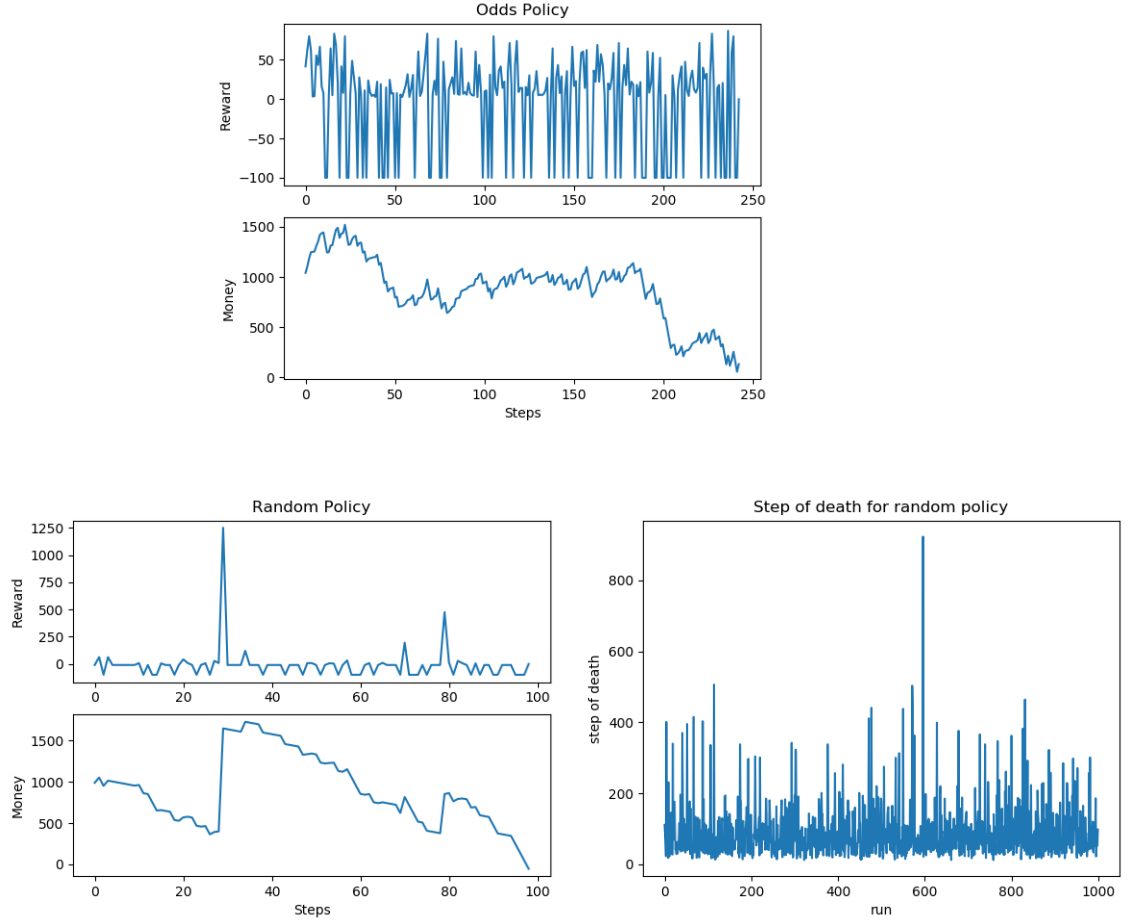 Odds Policy
Reward
50
0
−50
−100
0 50 100 150 200 250
Money
1500
1000
500
0
0 50 100 150 200 250
Steps
Random Policy
Reward
1250
1000
750
500
250
0
0 20 40 60 80 100
Money
1500
1000
500
0
0 20 40 60 80 100
Steps
Step of death for random policy
step of death
800
600
400
200
0
0 200 400 600 800 1000
run